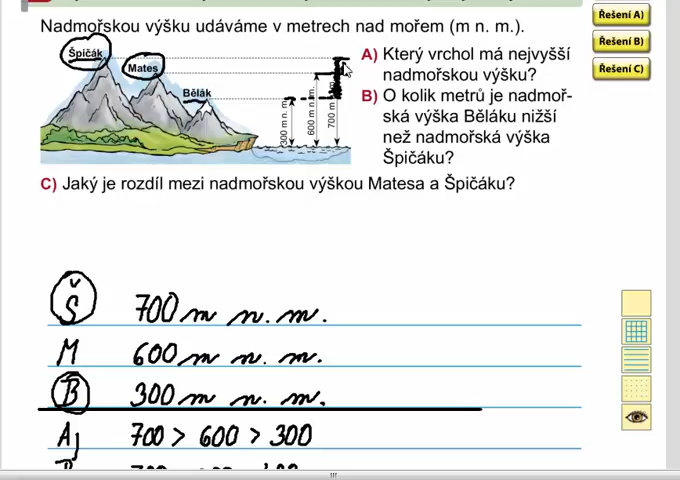 Nadmořskou výšku udáváme v metrech nad mořem (m n. m.).
Špičák
Mates
Bělák
300 m n. m.
600 m n. m.
700 m
A) Který vrchol má nejvyšší
nadmořskou výšku?
B) O kolik metrů je nadmoř-
ská výška Běláku nižší
než nadmořská výška
Špičáku?
C) Jaký je rozdíl mezi nadmořskou výškou Matesa a Špičáku?
Řešení A)
Řešení B)
Řešení C)
Š 700 m n. m.
M 600 m n. m.
B 300 m n. m.
A) 700 > 600 > 300